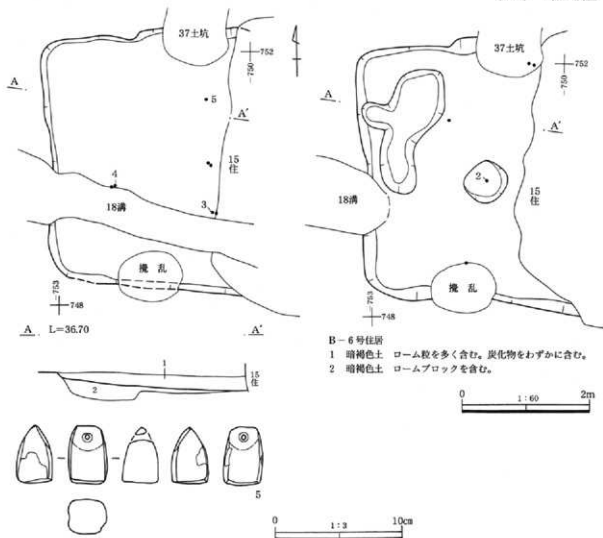 37土坑
752
-750
A
5
A'
15
住
4
3
18溝
攪乱
-753
748
A L=36.70 A'
1
15
住
2
5
0 1:3 10cm
37土坑
752
-750
A
A'
2
15
住
18溝
攪乱
-753
748
B-6号住居
1 暗褐色土 ローム粒を多く含む。炭化物をわずかに含む。
2 暗褐色土 ロームブロックを含む。
0 1:60 2m